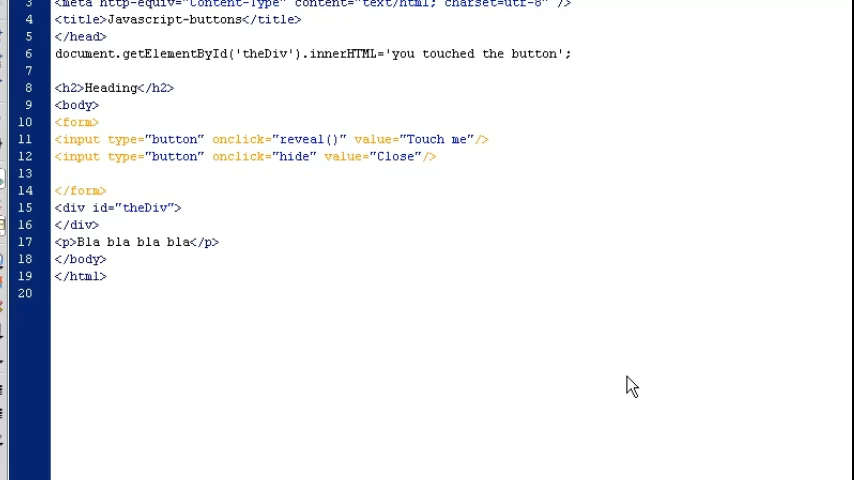 3 <meta http-equiv="Content-Type" content="text/html; charset=utf-8" />
4 <title>Javascript-buttons</title>
5 </head>
6 document.getElementById('theDiv').innerHTML='you touched the button';
7
8 <h2>Heading</h2>
9 <body>
10 <form>
11 <input type="button" onclick="reveal()" value="Touch me"/>
12 <input type="button" onclick="hide" value="Close"/>
13
14 </form>
15 <div id="theDiv">
16 </div>
17 <p>Bla bla bla bla</p>
18 </body>
19 </html>
20